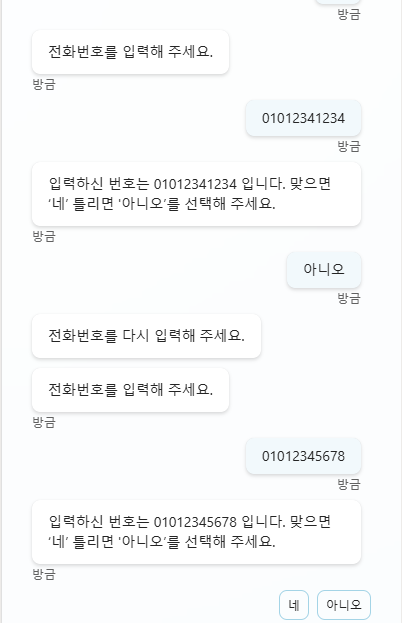 방금
전화번호를 입력해 주세요.
방금
01012341234
방금
입력하신 번호는 01012341234 입니다. 맞으면
‘네’ 틀리면 '아니오’를 선택해 주세요.
방금
아니오
방금
전화번호를 다시 입력해 주세요.
전화번호를 입력해 주세요.
방금
01012345678
방금
입력하신 번호는 01012345678 입니다. 맞으면
‘네’ 틀리면 '아니오’를 선택해 주세요.
방금
네 아니오